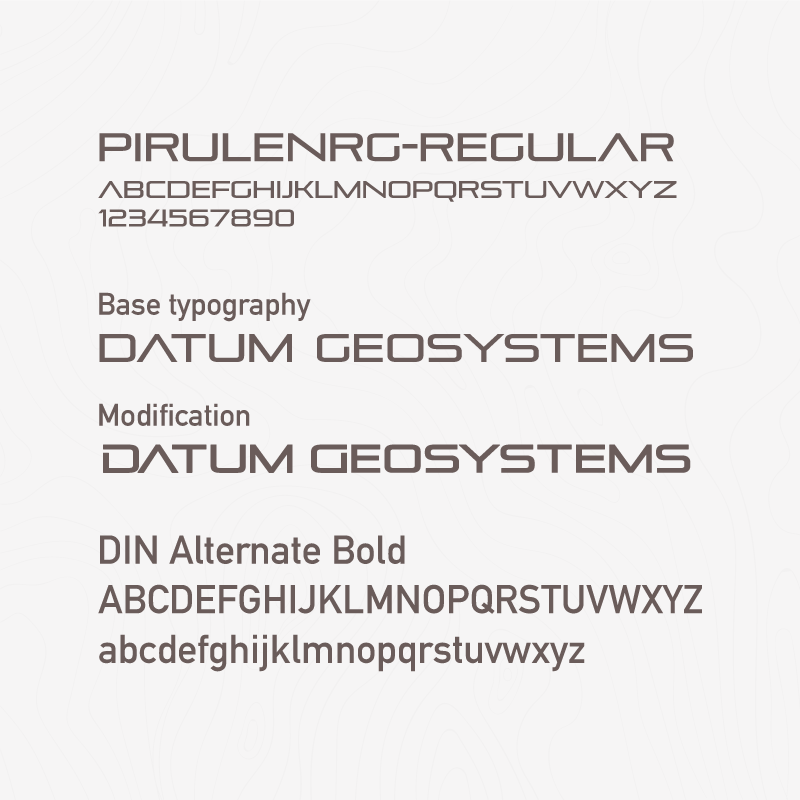 PIRULENRG-REGULAR
ABCDEFGHIJKLMNOPQRSTUVWXYZ
1234567890
Base typography
DATUM GEOSYSTEMS
Modification
DATUM GEOSYSTEMS
DIN Alternate Bold
ABCDEFGHIJKLMNOPQRSTUVWXYZ
abcdefghijklmnopqrstuvwxyz